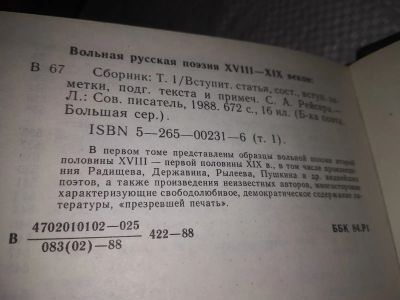 Вольная русская поэзия XVIII—XIX веков:
В 67 Сборник: Т. 1/Вступит. статья, сост., вступ. за-
метки, подг. текста и примеч. С. А. Рейсера.—
Л.: Сов. писатель, 1988. 672 с., 16 ил. (Б-ка поэта.
Большая сер.).
ISBN 5—265—00231—6 (т. 1).
В первом томе представлены образцы вольной поэзии второй
половины XVIII — первой половины XIX в., в том числе произведе-
ния Радищева, Державина, Рылеева, Пушкина и др. виднейших
поэтов, а также произведения неизвестных авторов, многосторонне
характеризующие свободолюбивое, демократическое содержание ли-
тературы, «презревшей печать».
В 4702010102—025
083(02)—88
422—88
ББК 84.Р1